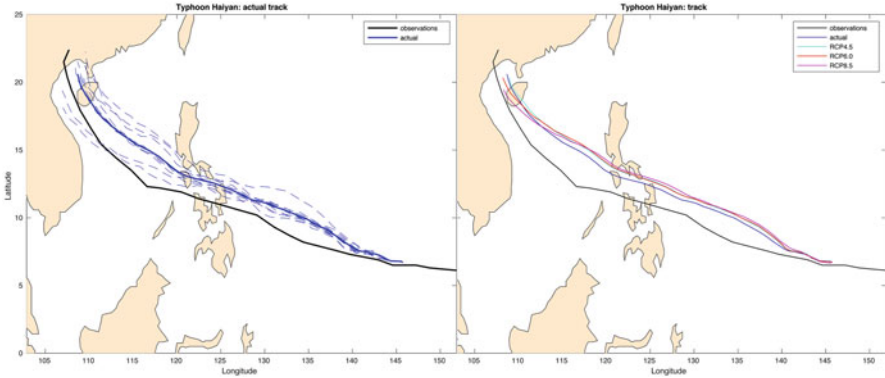 Typhoon Haiyan: actual track
observations
actual
25
20
15
10
5
0
Latitude
105 110 115 120 125 130 135 140 145 150
Longitude
Typhoon Haiyan: track
observations
actual
RCP4.5
RCP6.0
RCP8.5
105 110 115 120 125 130 135 140 145 150
Longitude